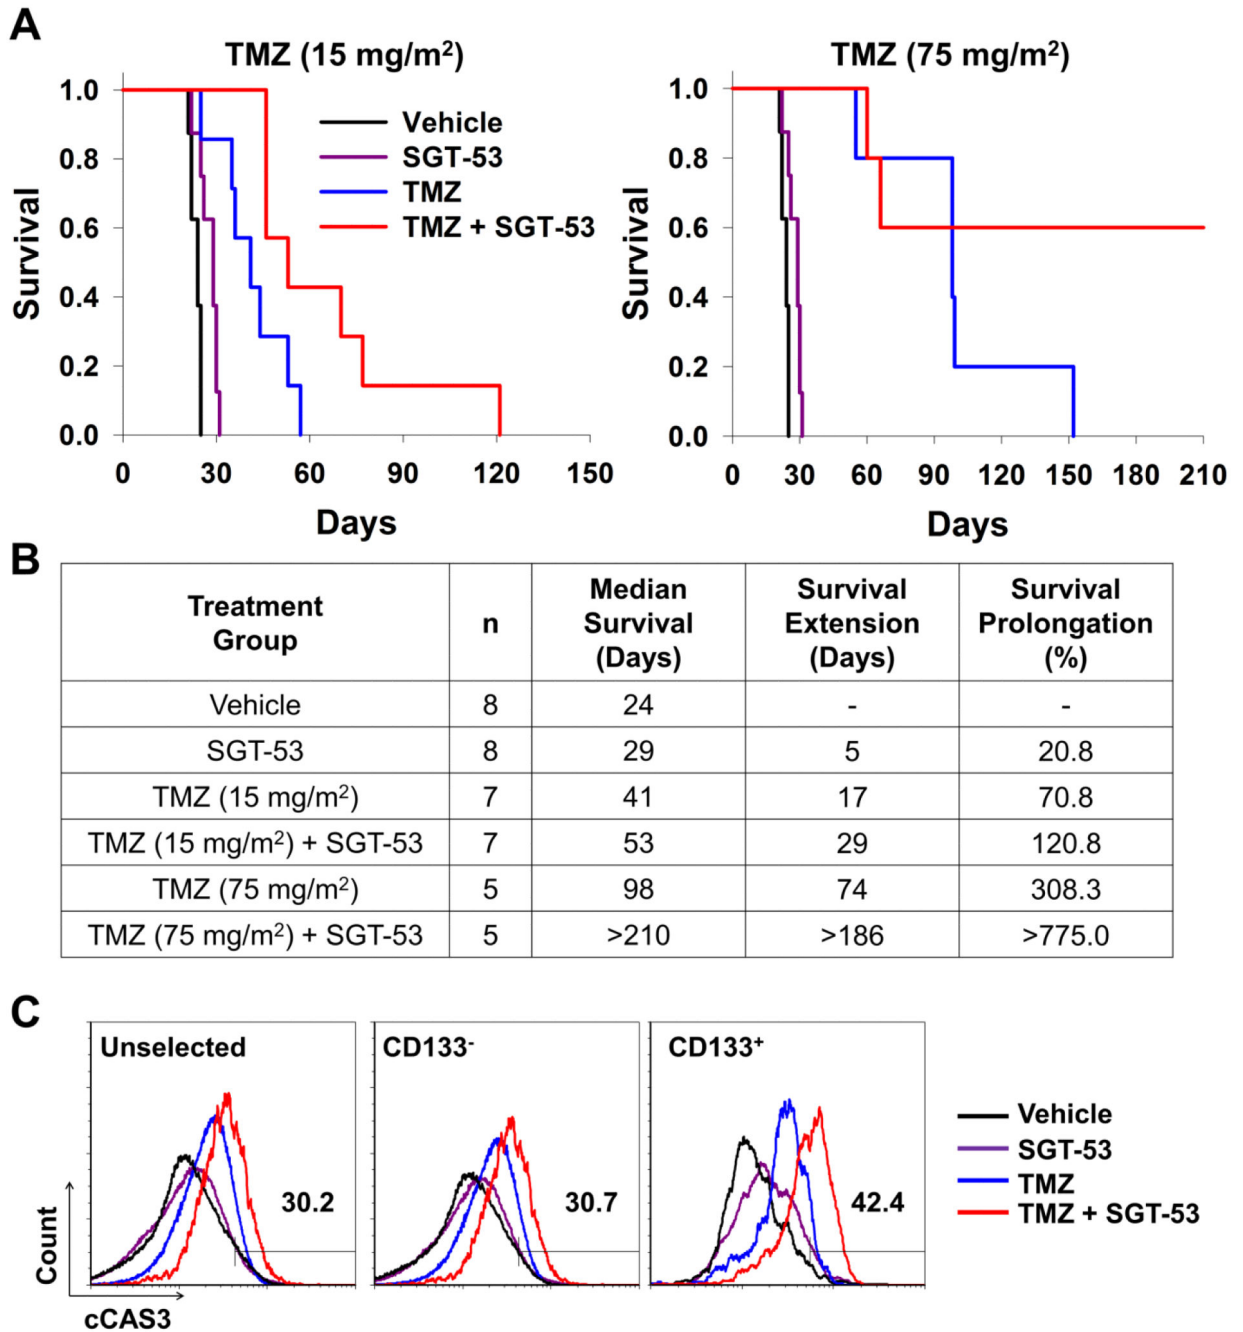 A
TMZ (15 mg/m²)
TMZ (75 mg/m²)
1.0
0.8
0.6
0.4
0.2
0.0
Survival
Vehicle
SGT-53
TMZ
TMZ + SGT-53
0 30 60 90 120 150
Days
1.0
0.8
0.6
0.4
0.2
0.0
Survival
0 30 60 90 120 150 180 210
Days
B
Treatment Group n Median Survival (Days) Survival Extension (Days) Survival Prolongation (%)
Vehicle 8 24 - -
SGT-53 8 29 5 20.8
TMZ (15 mg/m²) 7 41 17 70.8
TMZ (15 mg/m²) + SGT-53 7 53 29 120.8
TMZ (75 mg/m²) 5 98 74 308.3
TMZ (75 mg/m²) + SGT-53 5 >210 >186 >775.0
C
Unselected
30.2
CD133⁻
30.7
CD133⁺
42.4
Count
cCAS3
Vehicle
SGT-53
TMZ
TMZ + SGT-53